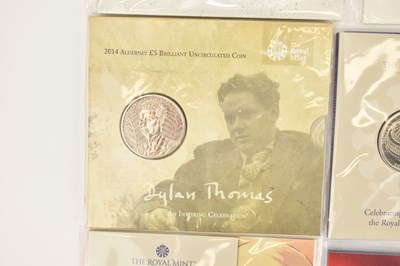 2014 ALDERNEY £5 BRILLIANT UNCIRCULATED COIN
The Royal Mint
Dylan Thomas
AN INSPIRING CELEBRATION
Celebrating
the Royal
THE ROYAL MINT